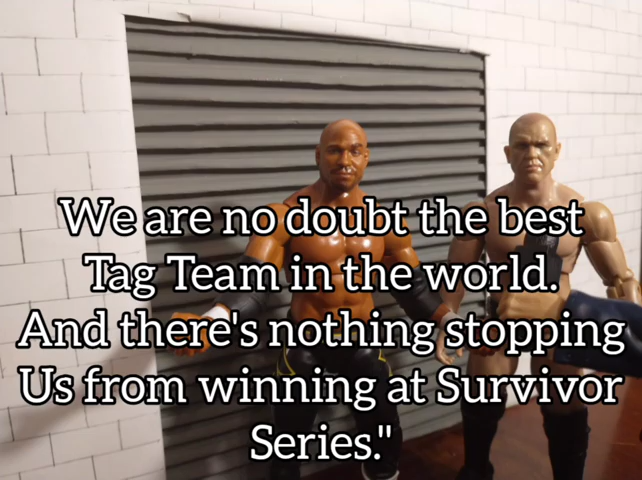 We are no doubt the best
Tag Team in the world.
And there's nothing stopping
Us from winning at Survivor
Series."